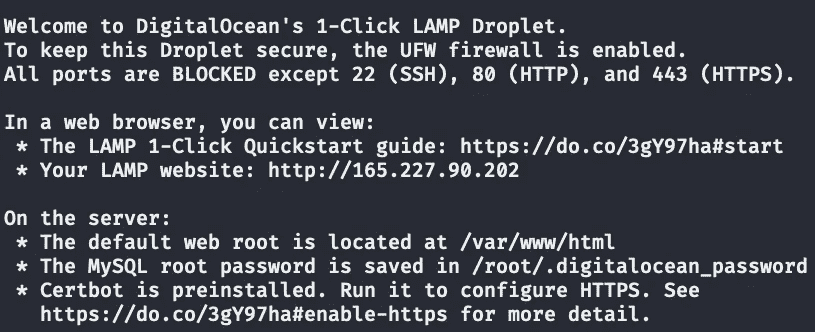 Welcome to DigitalOcean's 1-Click LAMP Droplet.
To keep this Droplet secure, the UFW firewall is enabled.
All ports are BLOCKED except 22 (SSH), 80 (HTTP), and 443 (HTTPS).
In a web browser, you can view:
* The LAMP 1-Click Quickstart guide: https://do.co/3gY97ha#start
* Your LAMP website: http://165.227.90.202
On the server:
* The default web root is located at /var/www/html
* The MySQL root password is saved in /root/.digitalocean_password
* Certbot is preinstalled. Run it to configure HTTPS. See
https://do.co/3gY97ha#enable-https for more detail.